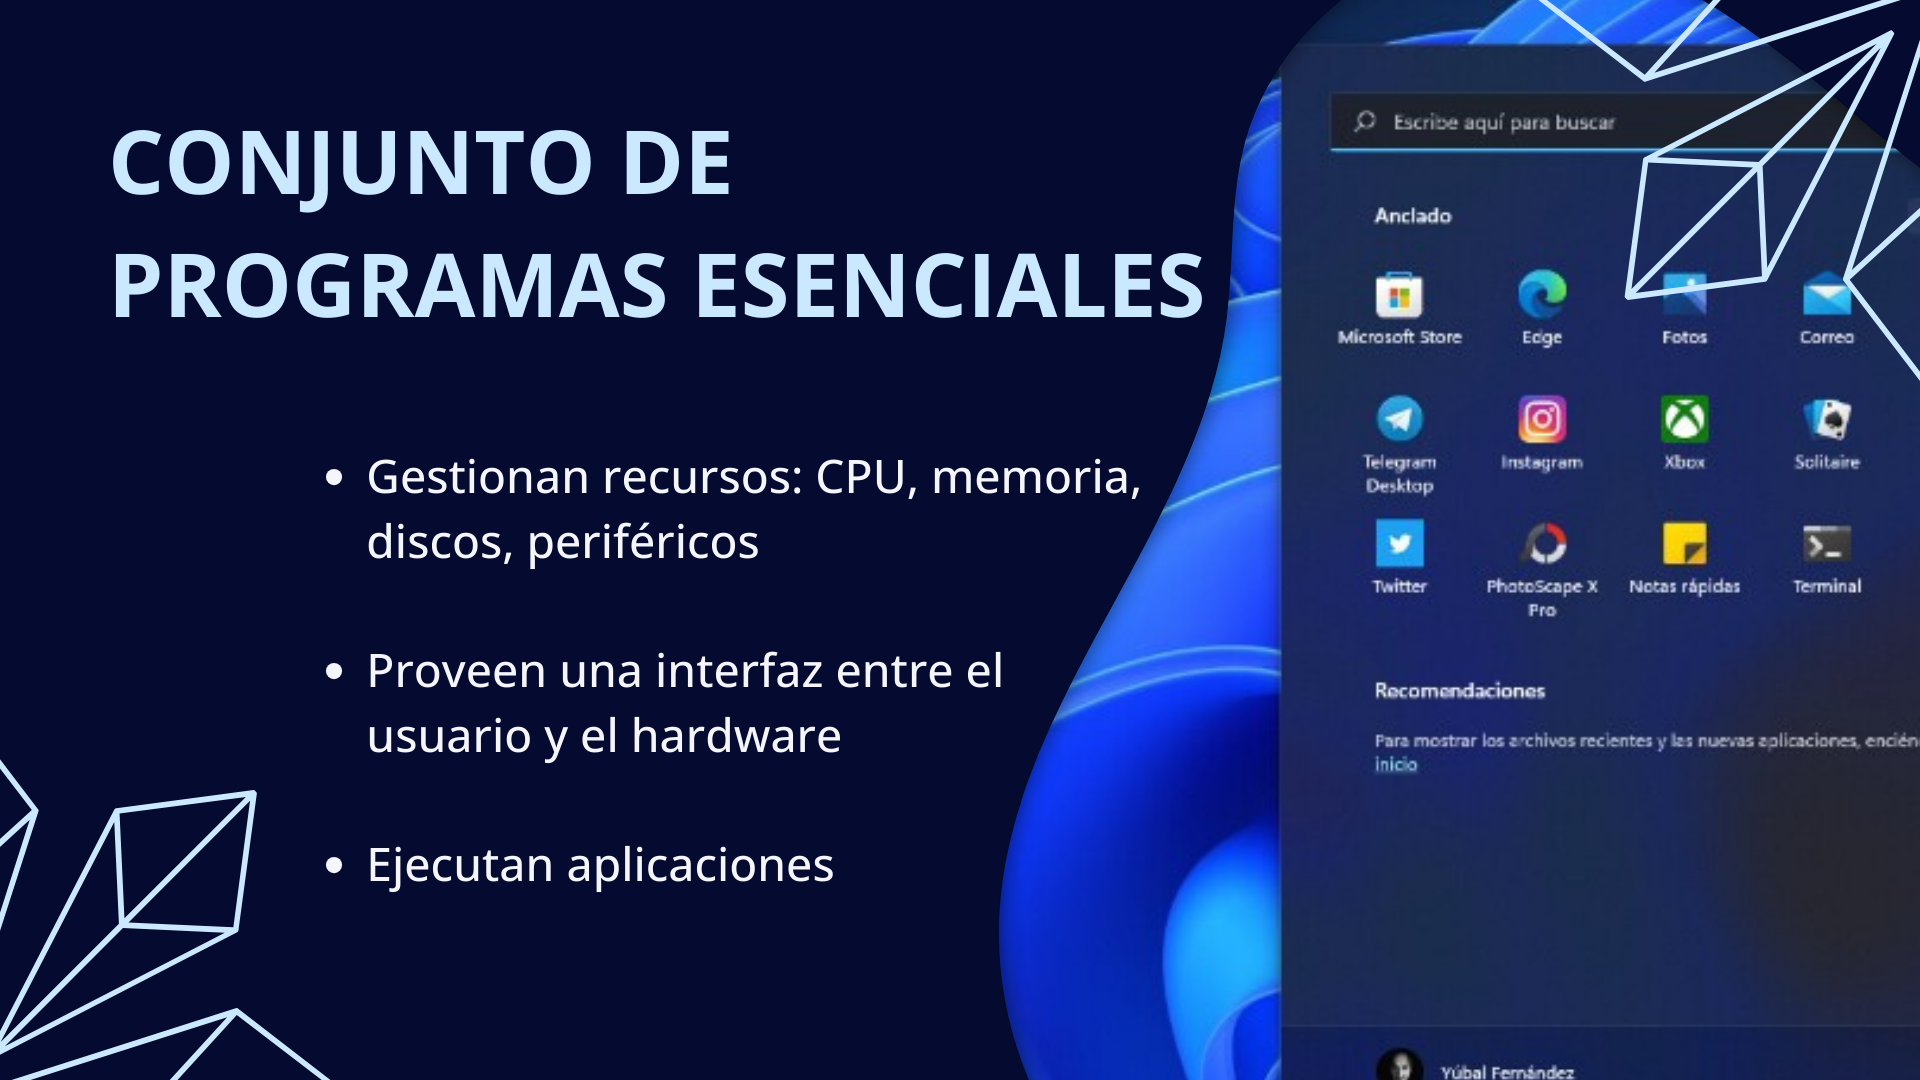 CONJUNTO DE
PROGRAMAS ESENCIALES
• Gestionan recursos: CPU, memoria,
discos, periféricos
• Proveen una interfaz entre el
usuario y el hardware
• Ejecutan aplicaciones
Escribe aquí para buscar
Anclado
Microsoft Store
Edge
Fotos
Correo
Telegram
Desktop
Instagram
Xbox
Solitaire
Twitter
PhotoScape X
Pro
Notas rápidas
Terminal
Recomendaciones
Para mostrar los archivos recientes y las nuevas aplicaciones,
inicio
Yúbal Fernández